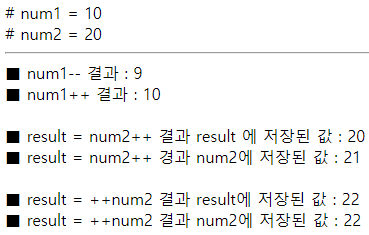 # num1 = 10
# num2 = 20
■ num1-- 결과 : 9
■ num1++ 결과 : 10
■ result = num2++ 결과 result 에 저장된 값 : 20
■ result = num2++ 결과 num2에 저장된 값 : 21
■ result = ++num2 결과 result에 저장된 값 : 22
■ result = ++num2 결과 num2에 저장된 값 : 22